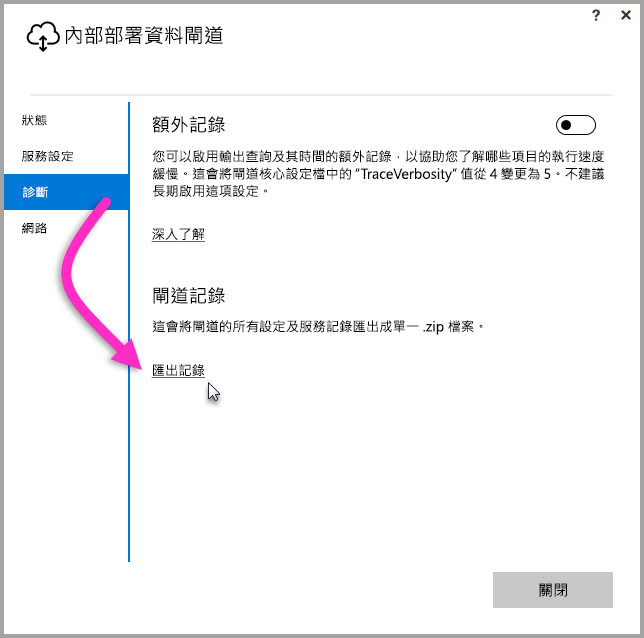 ? ×
內部部署資料閘道
狀態
服務設定
診斷
網路
額外記錄
您可以啟用輸出查詢及其時間的額外記錄，以協助您了解哪些項目的執行速度
緩慢。這會將閘道核心設定檔中的 "TraceVerbosity" 值從 4 變更為 5。不建議
長期啟用這項設定。
深入了解
閘道記錄
這會將閘道的所有設定及服務記錄匯出成單一 .zip 檔案。
匯出記錄
關閉